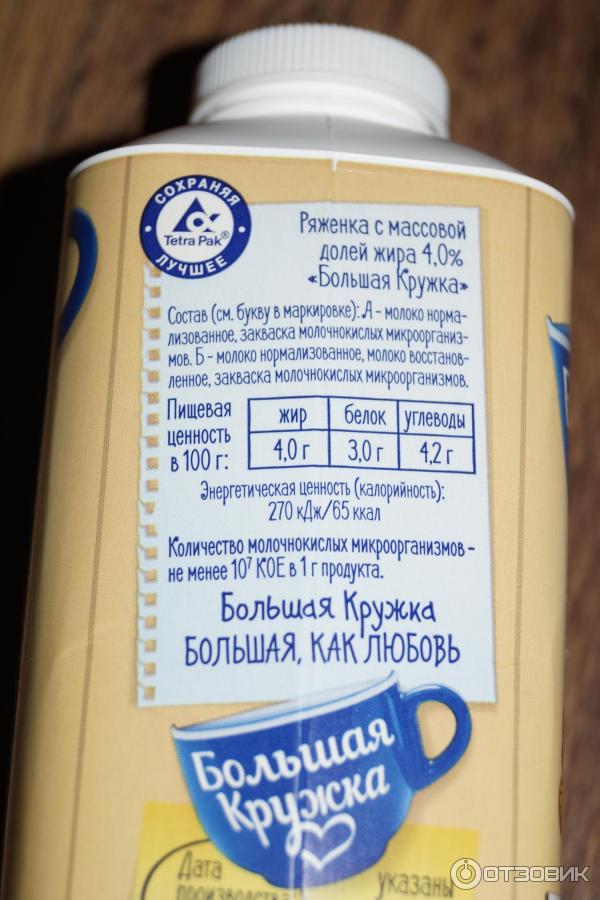 СОХРАНЯЯ
Tetra Pak®
ЛУЧШЕЕ
Ряженка с массовой
долей жира 4,0%
«Большая Кружка»
Состав (см. букву в маркировке): А - молоко норма-
лизованное, закваска молочнокислых микроорганиз-
мов. Б - молоко нормализованное, молоко восстанов-
ленное, закваска молочнокислых микроорганизмов.
Пищевая
ценность
в 100 г:
жир белок углеводы
4,0 г 3,0 г 4,2 г
Энергетическая ценность (калорийность):
270 кДж/65 ккал
Количество молочнокислых микроорганизмов -
не менее 10⁷ КОЕ в 1 г продукта.
Большая Кружка
БОЛЬШАЯ, КАК ЛЮБОВЬ
Большая
Кружка
Дата
указаны
ОТЗОВИК